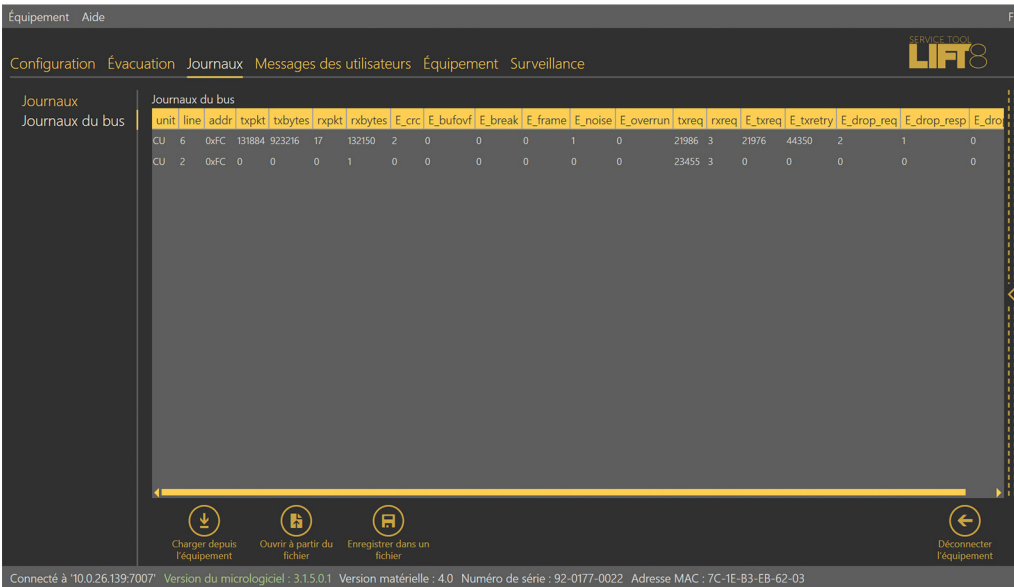 Équipement Aide F
SERVICE TOOL
LIFT8
Configuration Évacuation Journaux Messages des utilisateurs Équipement Surveillance
Journaux
Journaux du bus
Journaux du bus
unit line addr txpkt txbytes rxpkt rxbytes E_crc E_bufovf E_break E_frame E_noise E_overrun txreq rxreq E_txreq E_txretry E_drop_req E_drop_resp E_drop
CU 6 0xFC 131884 923216 17 132150 2 0 0 0 1 0 21986 3 21976 44350 2 1 0
CU 2 0xFC 0 0 0 1 0 0 0 0 0 0 23455 3 0 0 0 0 0
Charger depuis
l'équipement
Ouvrir à partir du
fichier
Enregistrer dans un
fichier
Déconnecter
l'équipement
Connecté à '10.0.26.139:7007' Version du micrologiciel : 3.1.5.0.1 Version matérielle : 4.0 Numéro de série : 92-0177-0022 Adresse MAC : 7C-1E-B3-EB-62-03